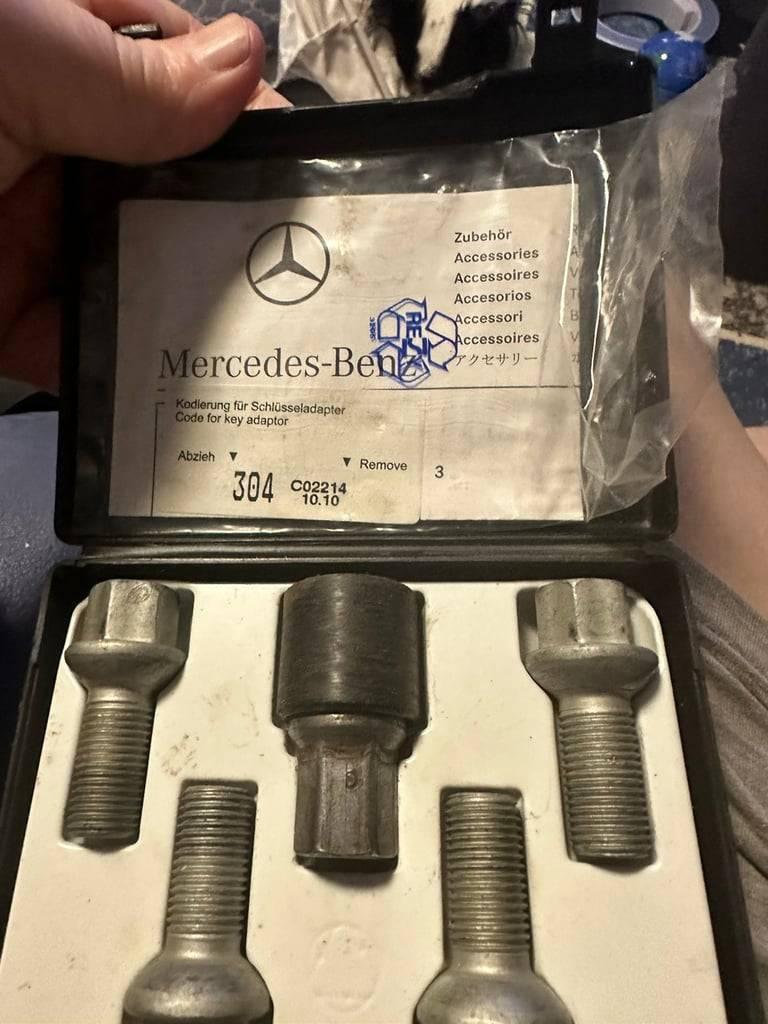 Zubehör
Accessories
Accessoires
Accesorios
Accessori
Accessoires
アクセサリー
Mercedes-Benz
RESY
Kodierung für Schlüsseladapter
Code for key adaptor
Abzieh ▼ ▼ Remove
304 C02214 3
10.10